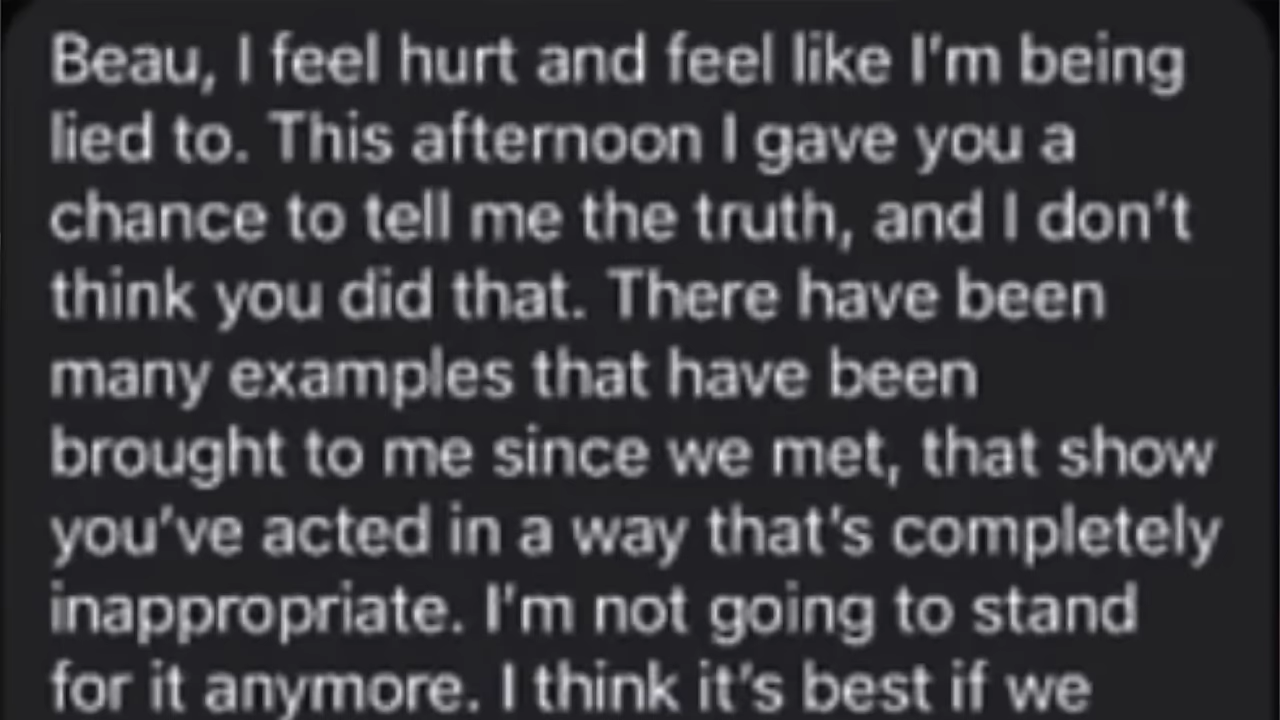 Beau, I feel hurt and feel like I’m being
lied to. This afternoon I gave you a
chance to tell me the truth, and I don’t
think you did that. There have been
many examples that have been
brought to me since we met, that show
you’ve acted in a way that’s completely
inappropriate. I’m not going to stand
for it anymore. I think it’s best if we